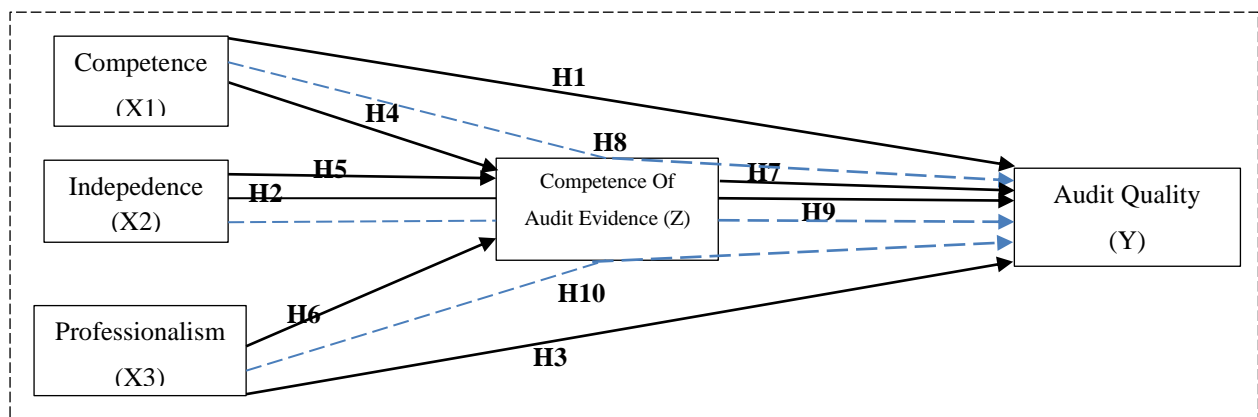 Competence
(X1)
H1
H4
H8
Indepedence
(X2)
H5
H2
Competence Of
Audit Evidence (Z)
H7
H9
Audit Quality
(Y)
H10
H6
Professionalism
(X3)
H3